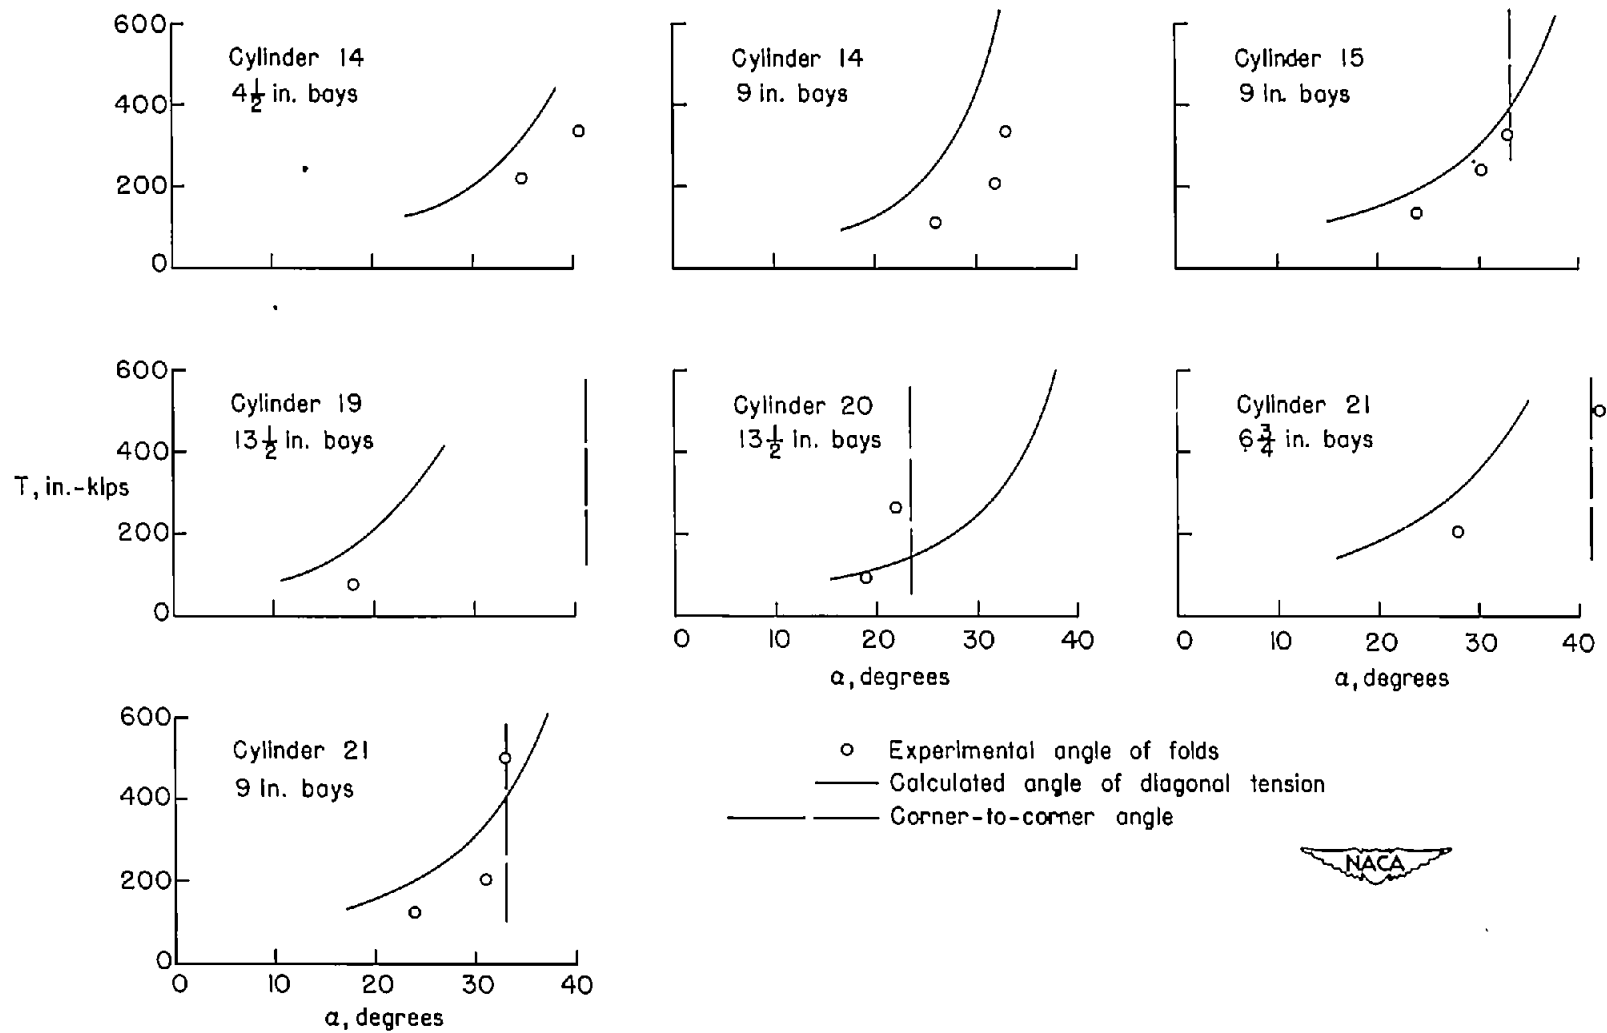 600
400
200
0
Cylinder 14
4 1/2 in. bays
Cylinder 14
9 in. bays
Cylinder 15
9 in. bays
T, in.-kips
600
400
200
0
Cylinder 19
13 1/2 in. bays
Cylinder 20
13 1/2 in. bays
0 10 20 30 40
α, degrees
Cylinder 21
6 3/4 in. bays
0 10 20 30 40
α, degrees
600
400
200
0
Cylinder 21
9 in. bays
0 10 20 30 40
α, degrees
Experimental angle of folds
Calculated angle of diagonal tension
Corner-to-corner angle
NACA